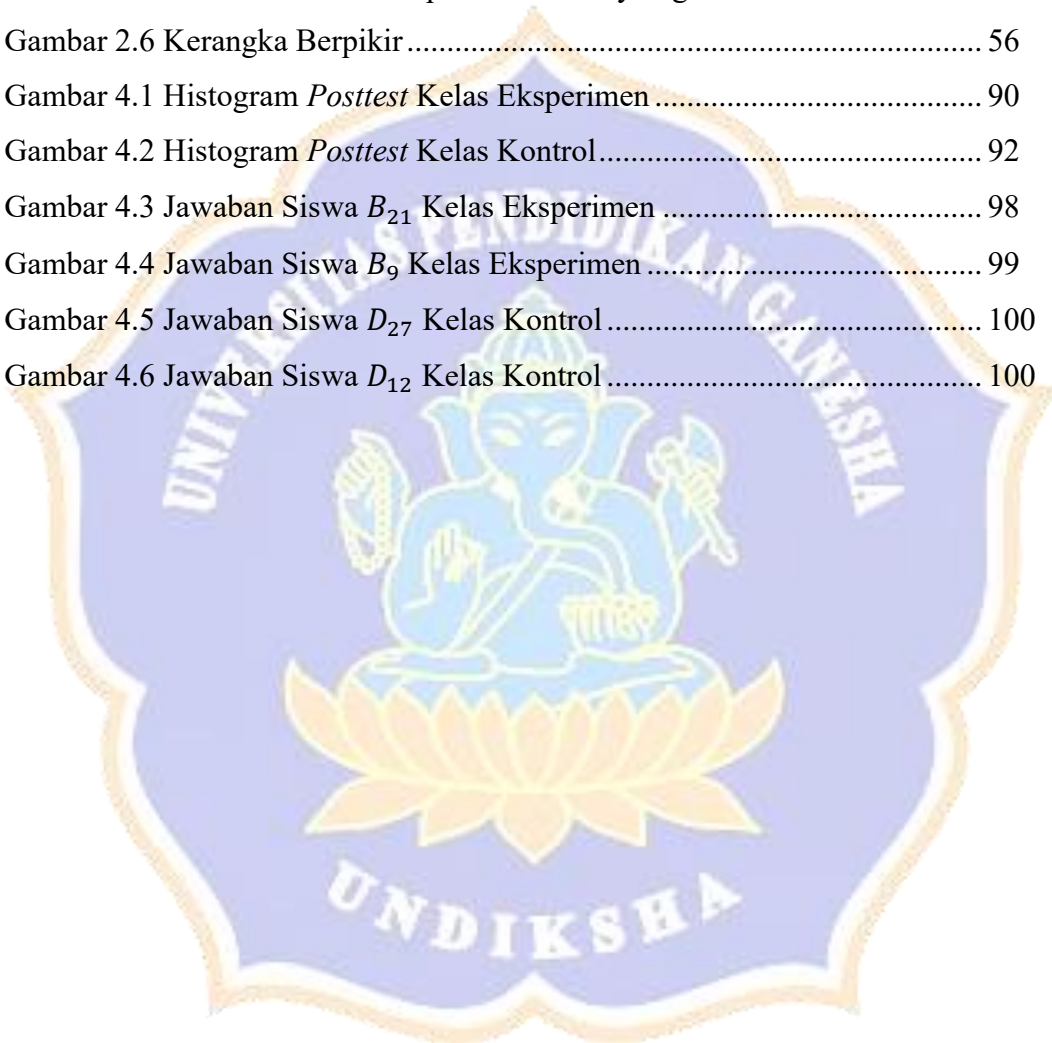 Gambar 2.6 Kerangka Berpikir ........................................................................ 56
Gambar 4.1 Histogram Posttest Kelas Eksperimen ......................................... 90
Gambar 4.2 Histogram Posttest Kelas Kontrol................................................ 92
Gambar 4.3 Jawaban Siswa B₂₁ Kelas Eksperimen ........................................ 98
Gambar 4.4 Jawaban Siswa B₉ Kelas Eksperimen .......................................... 99
Gambar 4.5 Jawaban Siswa D₂₇ Kelas Kontrol ............................................... 100
Gambar 4.6 Jawaban Siswa D₁₂ Kelas Kontrol ............................................... 100
UNIVERSITAS PENDIDIKAN GANESHA
UNDIKSHA